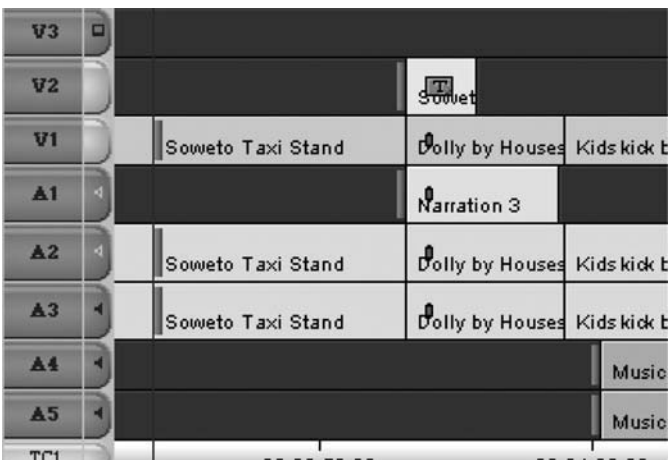 V3
V2 T Sowet
V1 Soweto Taxi Stand Dolly by Houses Kids kick b
A1 Narration 3
A2 Soweto Taxi Stand Dolly by Houses Kids kick b
A3 Soweto Taxi Stand Dolly by Houses Kids kick b
A4 Music
A5 Music
TC1